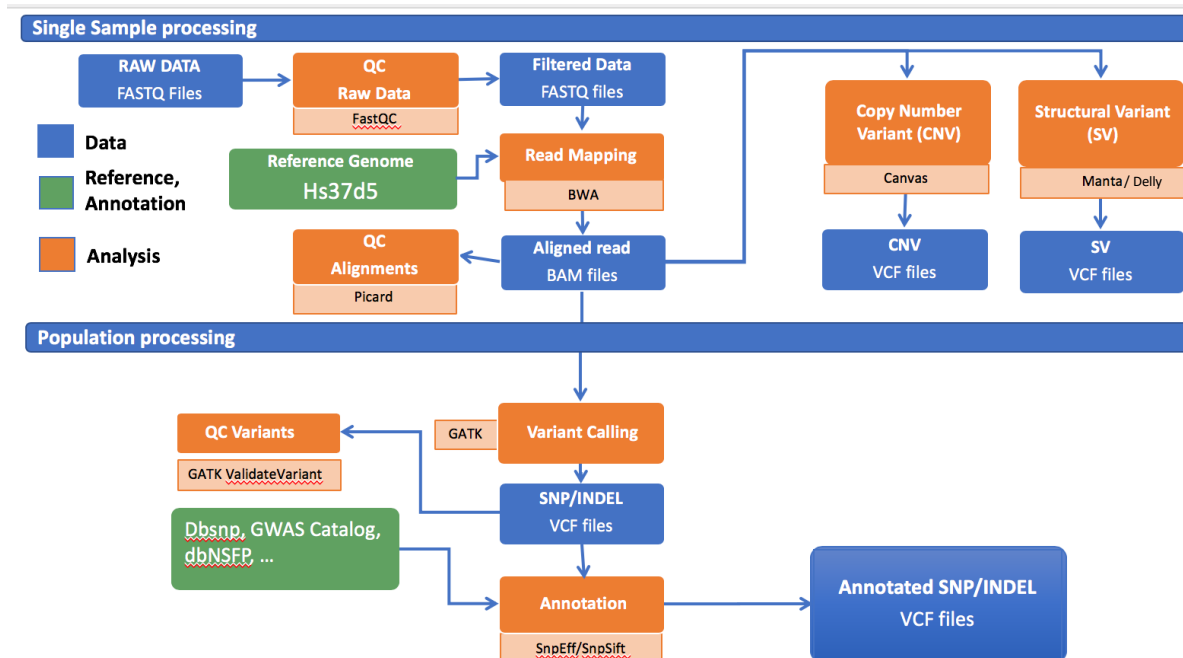 Single Sample processing
RAW DATA
FASTQ Files
QC
Raw Data
FastQC
Filtered Data
FASTQ files
Copy Number
Variant (CNV)
Canvas
Structural Variant
(SV)
Manta/ Delly
Data
Reference,
Annotation
Analysis
Reference Genome
Hs37d5
Read Mapping
BWA
QC
Alignments
Picard
Aligned read
BAM files
CNV
VCF files
SV
VCF files
Population processing
QC Variants
GATK ValidateVariant
GATK
Variant Calling
SNP/INDEL
VCF files
Dbsnp, GWAS Catalog,
dbNSFP, ...
Annotation
SnpEff/SnpSift
Annotated SNP/INDEL
VCF files